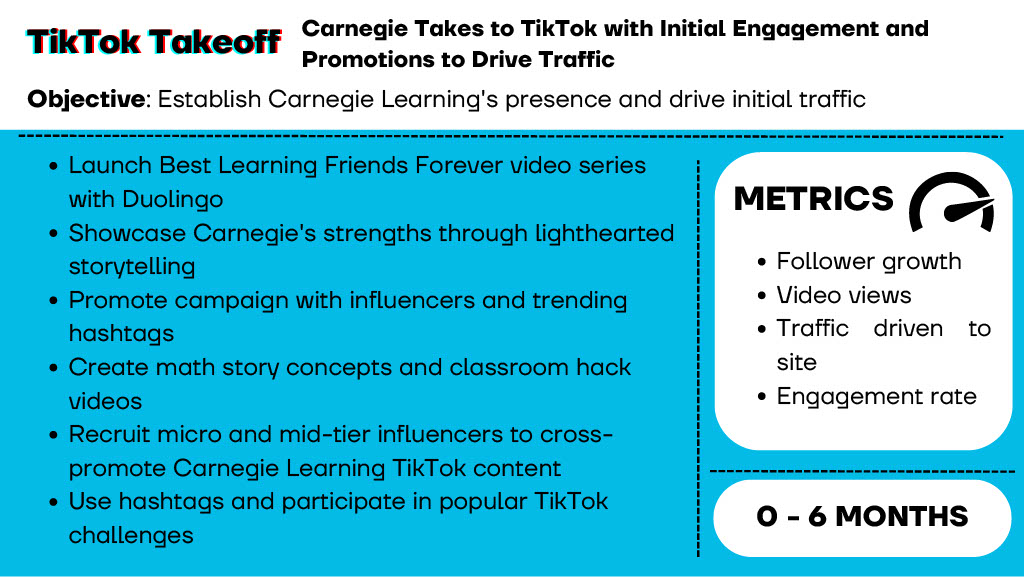 TikTok Takeoff
Carnegie Takes to TikTok with Initial Engagement and
Promotions to Drive Traffic
Objective: Establish Carnegie Learning's presence and drive initial traffic
• Launch Best Learning Friends Forever video series
with Duolingo
• Showcase Carnegie's strengths through lighthearted
storytelling
• Promote campaign with influencers and trending
hashtags
• Create math story concepts and classroom hack
videos
• Recruit micro and mid-tier influencers to cross-
promote Carnegie Learning TikTok content
• Use hashtags and participate in popular TikTok
challenges
METRICS
• Follower growth
• Video views
• Traffic driven to
site
• Engagement rate
0 - 6 MONTHS